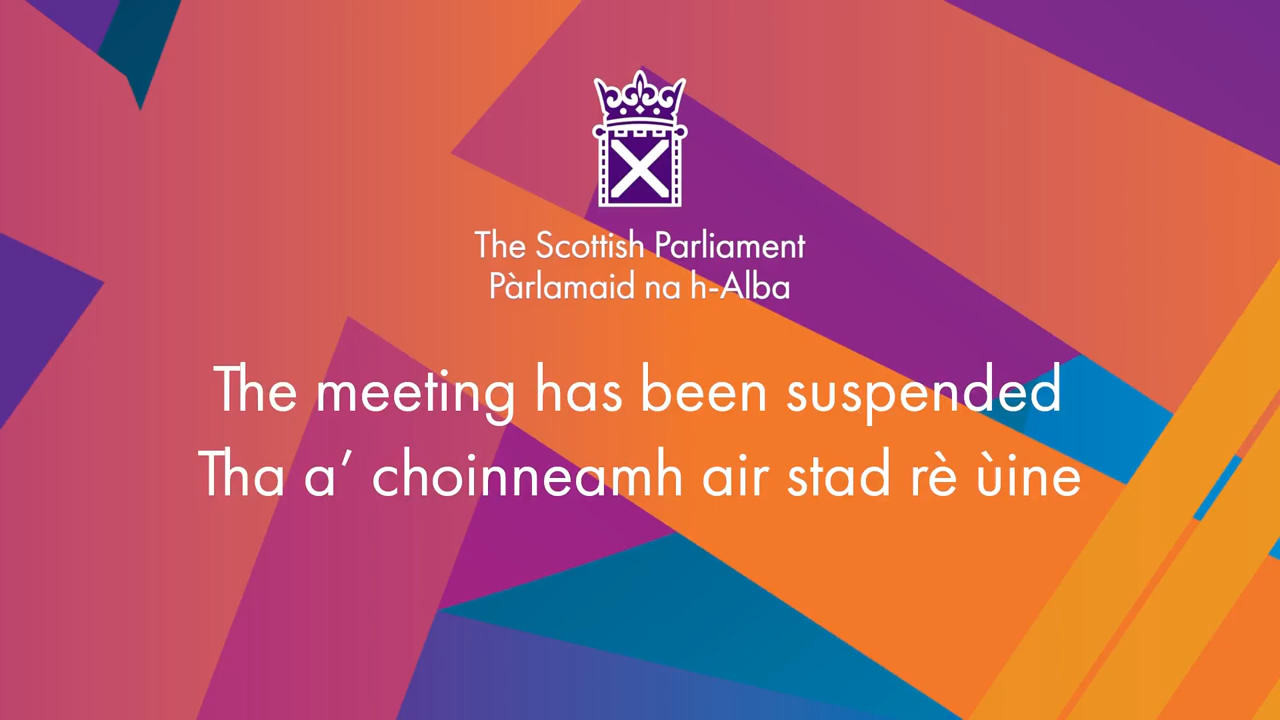 The Scottish Parliament
Pàrlamaid na h-Alba
The meeting has been suspended
Tha a’ choinneamh air stad rè ùine